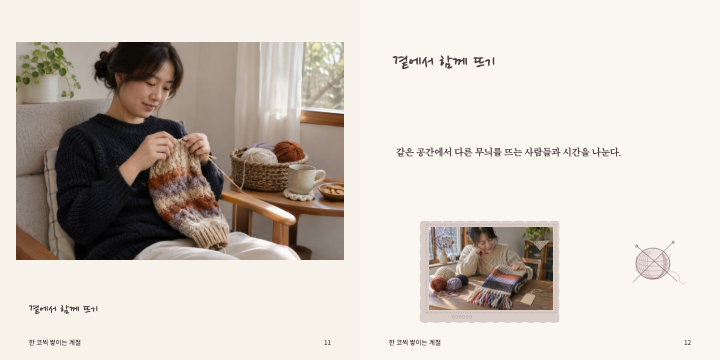 곁에서 함께 뜨기
한 코씩 쌓이는 계절
11
곁에서 함께 뜨기
같은 공간에서 다른 무늬를 뜨는 사람들과 시간을 나눈다.
한 코씩 쌓이는 계절
12